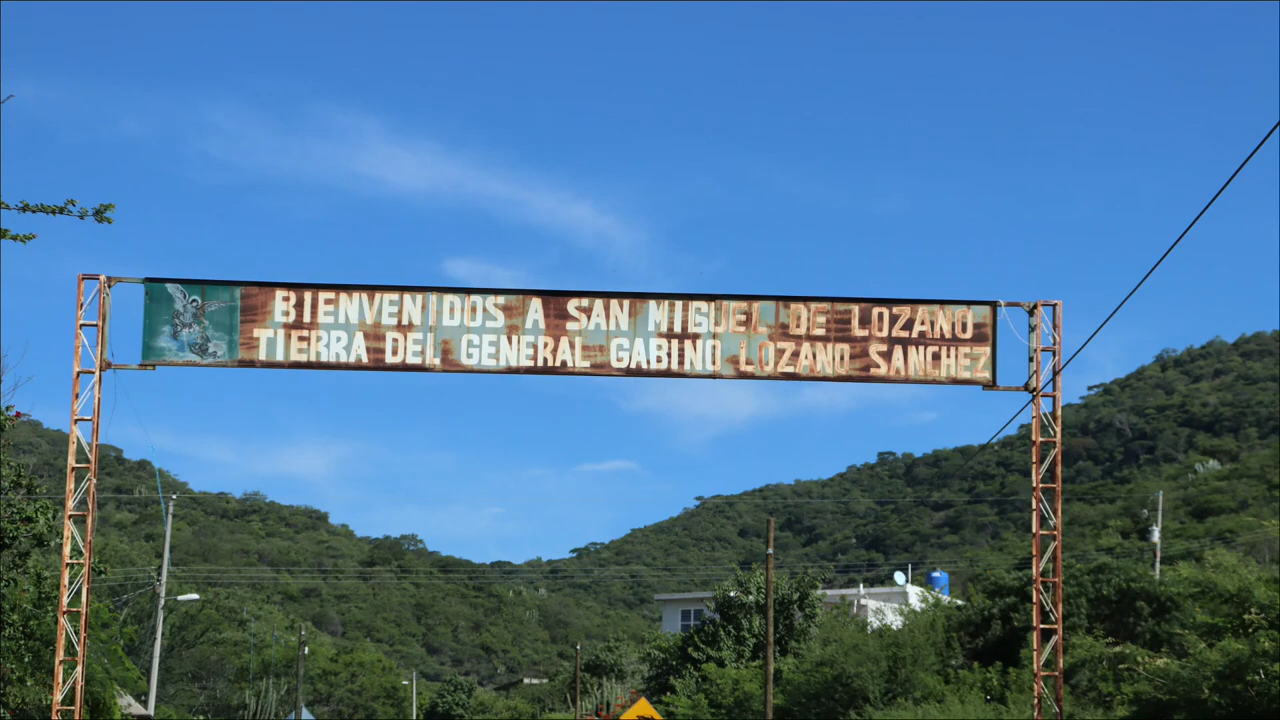 BIENVENIDOS A SAN MIGUEL DE LOZANO
TIERRA DEL GENERAL GABINO LOZANO SANCHEZ